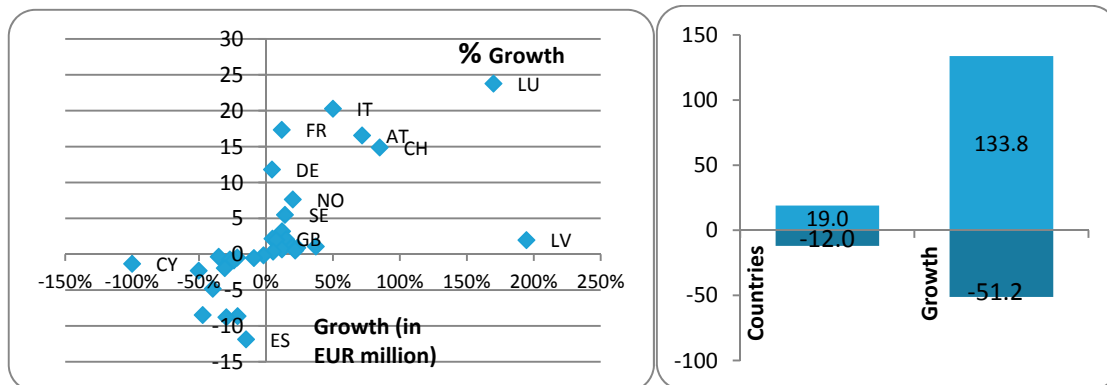 30
25
20
15
10
5
0
-5
-10
-15
-150%
-100%
-50%
0%
50%
100%
150%
200%
250%
% Growth
LU
IT
FR
AT
CH
DE
NO
SE
GB
LV
CY
ES
Growth (in
EUR million)
150
100
50
0
-50
-100
19.0
-12.0
133.8
-51.2
Countries
Growth